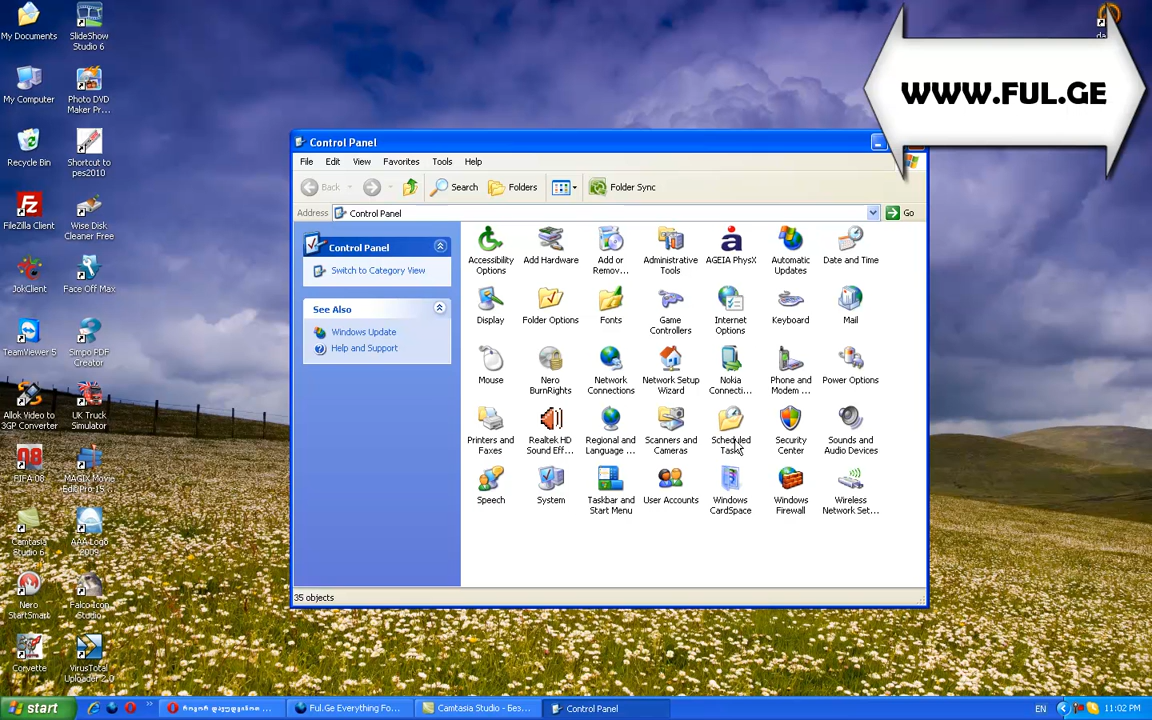 My Documents
SlideShow
Studio 6
My Computer
Photo DVD
Maker Pr...
Recycle Bin
Shortcut to
pes2010
FileZilla Client
Wise Disk
Cleaner Free
JokClient
Face Off Max
TeamViewer 5
Simpo PDF
Creator
Allok Video to
3GP Converter
UK Truck
Simulator
FIFA 08
MAGIX Movie
Edit Pro 15 ...
Camtasia
Studio 6
AAA Logo
2009
Nero
StartSmart
Falco Icon
Studio
Corvette
VirusTotal
Uploader 2.0
WWW.FUL.GE
Control Panel
File Edit View Favorites Tools Help
Back Search Folders Folder Sync
Address Control Panel Go
Control Panel
Switch to Category View
See Also
Windows Update
Help and Support
Accessibility
Options
Add Hardware
Add or
Remov...
Administrative
Tools
AGEIA PhysX
Automatic
Updates
Date and Time
Display
Folder Options
Fonts
Game
Controllers
Internet
Options
Keyboard
Mail
Mouse
Nero
BurnRights
Network
Connections
Network Setup
Wizard
Nokia
Connecti...
Phone and
Modem ...
Power Options
Printers and
Faxes
Realtek HD
Sound Eff...
Regional and
Language ...
Scanners and
Cameras
Scheduled
Tasks
Security
Center
Sounds and
Audio Devices
Speech
System
Taskbar and
Start Menu
User Accounts
Windows
CardSpace
Windows
Firewall
Wireless
Network Set...
35 objects
start
Ful.Ge Everything Fo...
Camtasia Studio - Без...
Control Panel
EN
11:02 PM